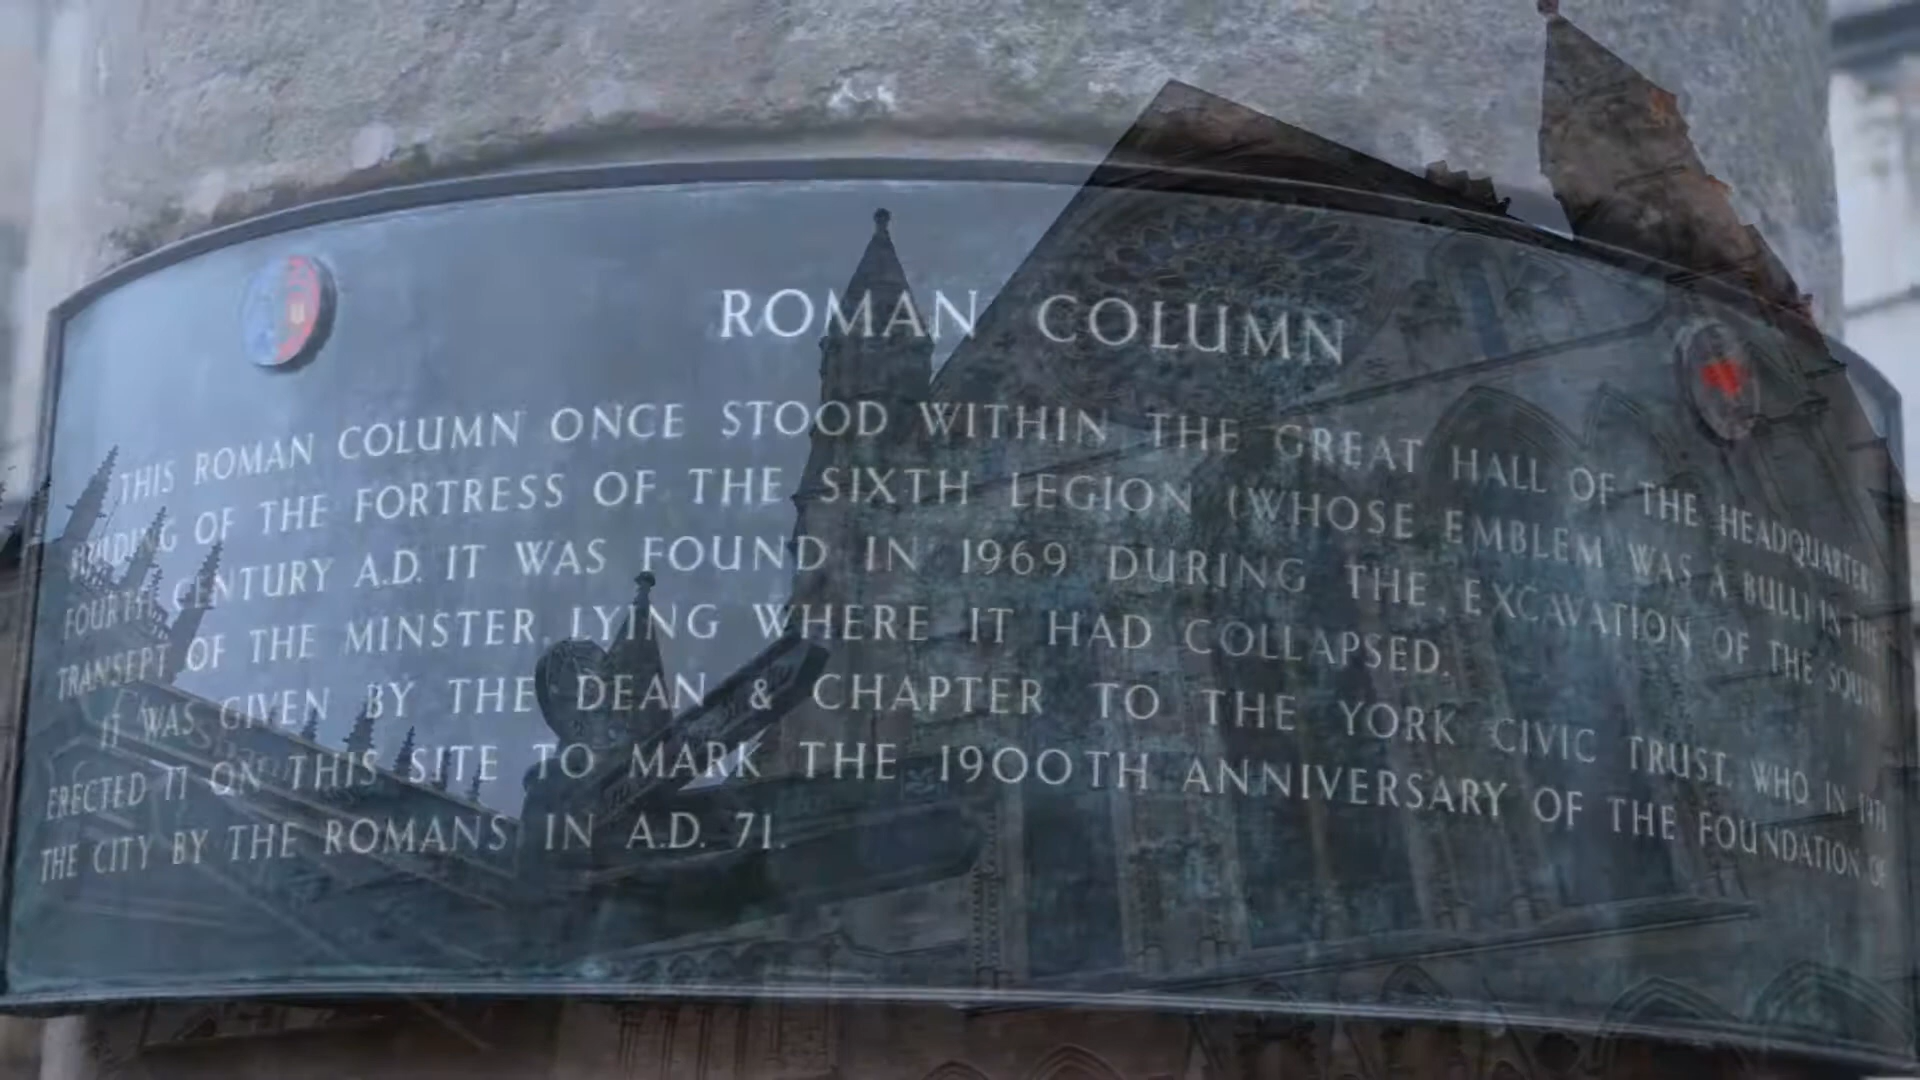 ROMAN COLUMN
THIS ROMAN COLUMN ONCE STOOD WITHIN THE GREAT HALL OF THE HEADQUARTERS
BUILDING OF THE FORTRESS OF THE SIXTH LEGION (WHOSE EMBLEM WAS A BULL) IN THE
FOURTH CENTURY A.D. IT WAS FOUND IN 1969 DURING THE EXCAVATION OF THE SOUTH
TRANSEPT OF THE MINSTER, LYING WHERE IT HAD COLLAPSED.
IT WAS GIVEN BY THE DEAN & CHAPTER TO THE YORK CIVIC TRUST, WHO IN 1971
ERECTED IT ON THIS SITE TO MARK THE 1900TH ANNIVERSARY OF THE FOUNDATION OF
THE CITY BY THE ROMANS IN A.D. 71.